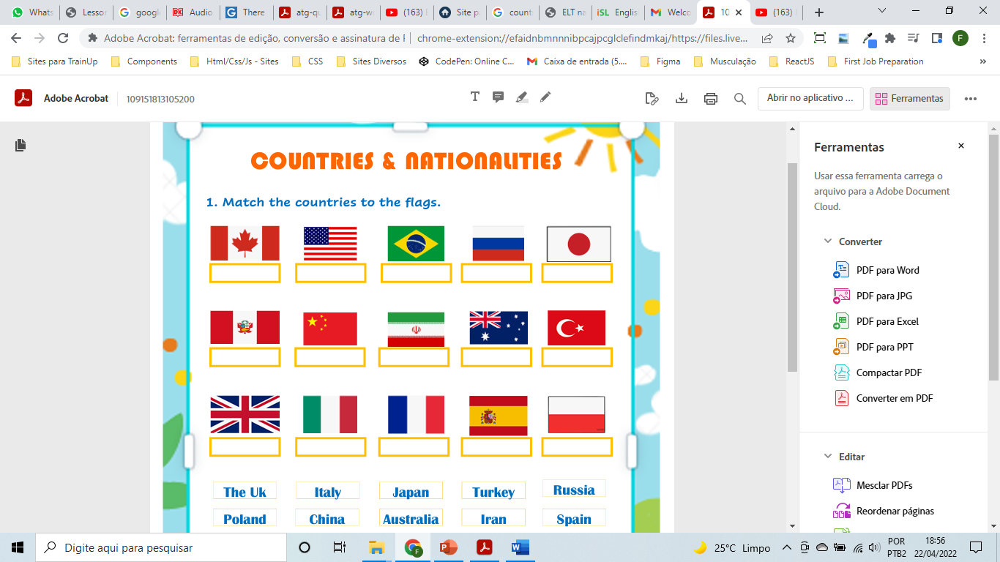 Whats
Lessor
googl
Audio
There
atg-qu
atg-wo
(163)
Site p
count
ELT na
English
Welco
10
(163)
Adobe Acrobat: ferramentas de edição, conversão e assinatura de
chrome-extension://efaidnbmnnnibpcajpcglclefindmkaj/https://files.live...
Sites para TrainUp
Components
Html/Css/Js - Sites
CSS
Sites Diversos
CodePen: Online C...
Caixa de entrada (5....
Figma
Musculação
ReactJS
First Job Preparation
»
Adobe Acrobat
109151813105200
Abrir no aplicativo ...
Ferramentas
COUNTRIES & NATIONALITIES
1. Match the countries to the flags.
The Uk
Italy
Japan
Turkey
Russia
Poland
China
Australia
Iran
Spain
Ferramentas
Usar essa ferramenta carrega o
arquivo para a Adobe Document
Cloud.
Converter
PDF para Word
PDF para JPG
PDF para Excel
PDF para PPT
Compactar PDF
Converter em PDF
Editar
Mesclar PDFs
Reordenar páginas
Digite aqui para pesquisar
25°C Limpo
POR
PTB2
18:56
22/04/2022